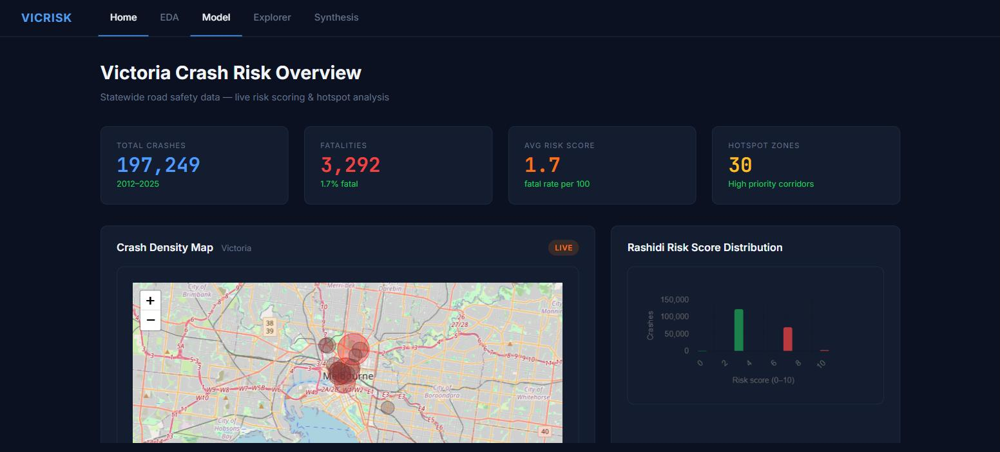 VICRISK
Home
EDA
Model
Explorer
Synthesis
Victoria Crash Risk Overview
Statewide road safety data — live risk scoring & hotspot analysis
TOTAL CRASHES
197,249
2012–2025
FATALITIES
3,292
1.7% fatal
AVG RISK SCORE
1.7
fatal rate per 100
HOTSPOT ZONES
30
High priority corridors
Crash Density Map Victoria
LIVE
+
−
City of
Brimbank
Merri-bek
Darebin
City
Mannin
38
39
10
9
9
7
26
27/28
5A
Melbourne
W9 W8 W7 W5B W6
W10
W4
2A/2B W1/W2 E1
E3
E3
E4
E5
E6
City of
Boroondara
City of
Whitehorse
City of
Hobsons
Bay
40
Rashidi Risk Score Distribution
150,000
100,000
50,000
0
Crashes
0 2 4 6 8 10
Risk score (0–10)